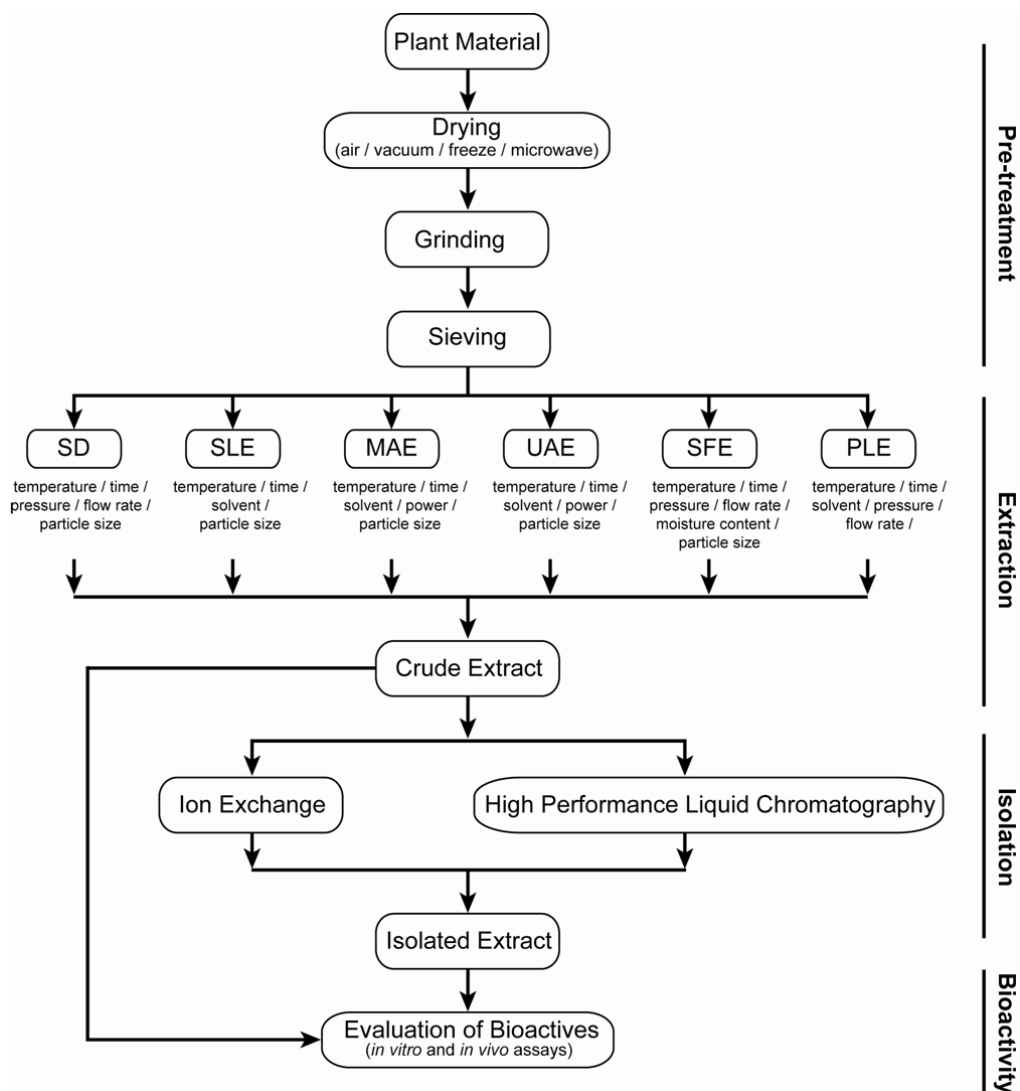 Plant Material
Drying
(air / vacuum / freeze / microwave)
Grinding
Sieving
Pre-treatment
SD
SLE
MAE
UAE
SFE
PLE
temperature / time /
pressure / flow rate /
particle size
temperature / time /
solvent/
particle size
temperature / time /
solvent / power /
particle size
temperature / time /
solvent / power /
particle size
temperature / time /
pressure / flow rate /
moisture content /
particle size
temperature / time /
solvent / pressure /
flow rate /
Extraction
Crude Extract
Ion Exchange
High Performance Liquid Chromatography
Isolation
Isolated Extract
Evaluation of Bioactives
(in vitro and in vivo assays)
Bioactivity